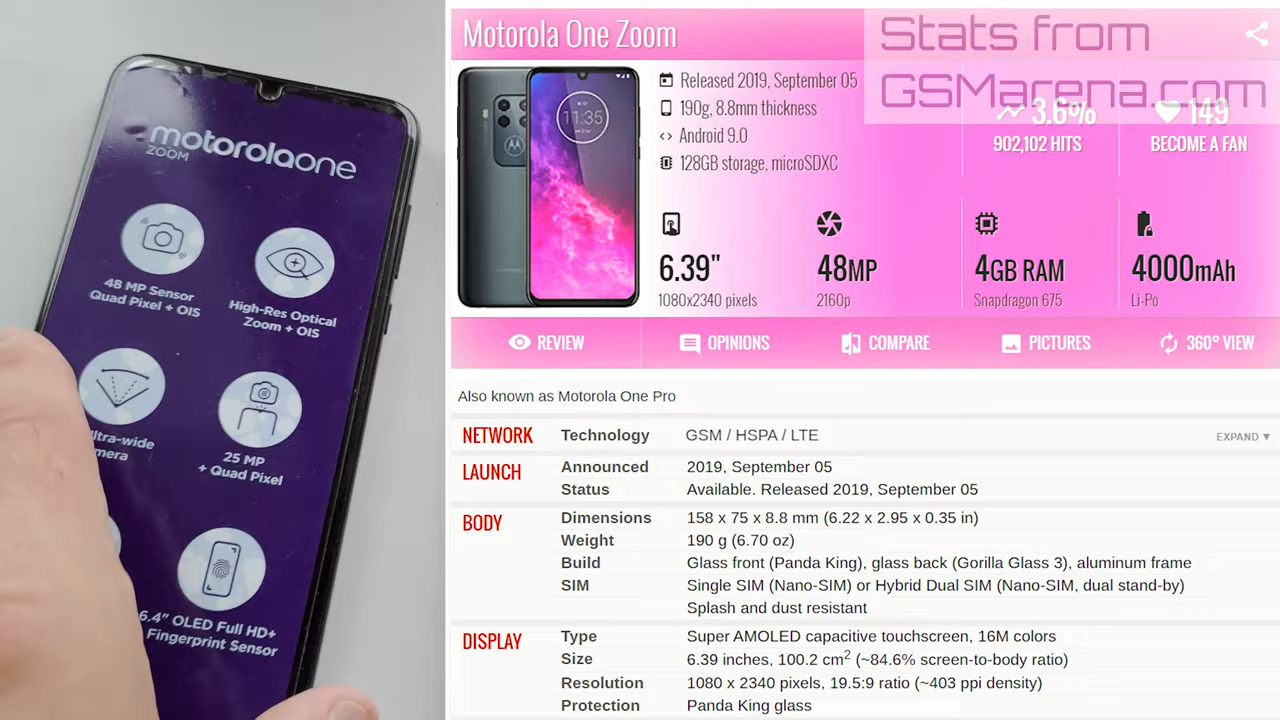 motorolaone
ZOOM
48 MP Sensor
Quad Pixel + OIS
High-Res Optical
Zoom + OIS
ltra-wide
mera
25 MP
+ Quad Pixel
6.4" OLED Full HD+
Fingerprint Sensor
Motorola One Zoom
Stats from
GSMarena.com
Released 2019, September 05
190g, 8.8mm thickness
Android 9.0
128GB storage, microSDXC
3.6%
902,102 HITS
149
BECOME A FAN
11:35
6.39"
1080x2340 pixels
48MP
2160p
4GB RAM
Snapdragon 675
4000mAh
Li-Po
REVIEW
OPINIONS
COMPARE
PICTURES
360° VIEW
Also known as Motorola One Pro
NETWORK Technology GSM / HSPA / LTE EXPAND ▼
LAUNCH Announced 2019, September 05
Status Available. Released 2019, September 05
BODY Dimensions 158 x 75 x 8.8 mm (6.22 x 2.95 x 0.35 in)
Weight 190 g (6.70 oz)
Build Glass front (Panda King), glass back (Gorilla Glass 3), aluminum frame
SIM Single SIM (Nano-SIM) or Hybrid Dual SIM (Nano-SIM, dual stand-by)
Splash and dust resistant
DISPLAY Type Super AMOLED capacitive touchscreen, 16M colors
Size 6.39 inches, 100.2 cm² (~84.6% screen-to-body ratio)
Resolution 1080 x 2340 pixels, 19.5:9 ratio (~403 ppi density)
Protection Panda King glass